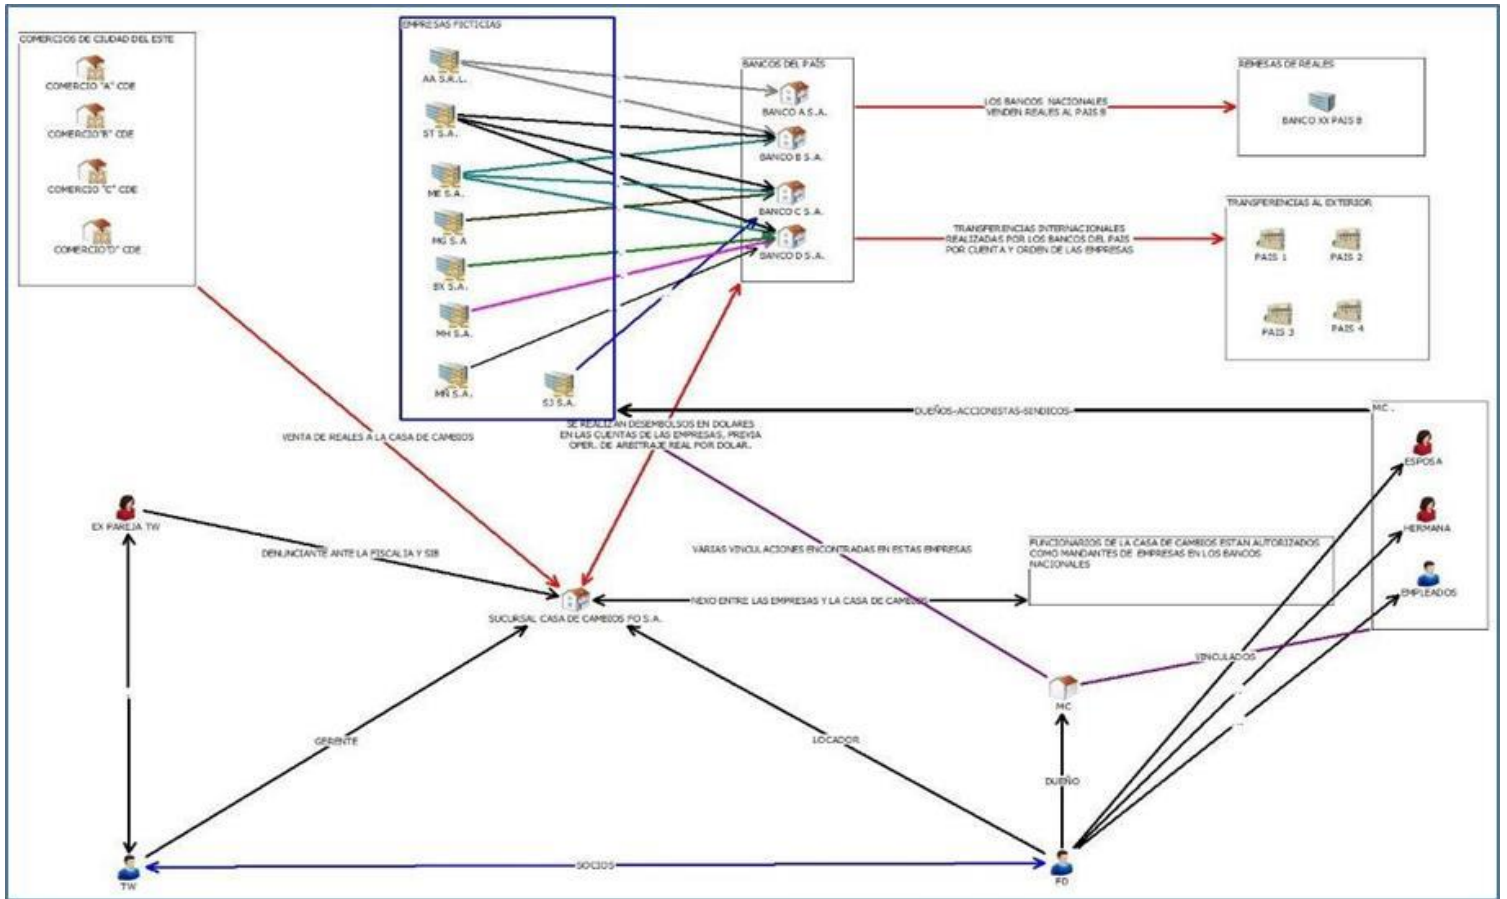 COMERCIOS DE CIUDAD DEL ESTE
COMERCIO "A" CDE
COMERCIO"B" CDE
COMERCIO "C" CDE
COMERCIO"D" CDE
EMPRESAS FICTICIAS
AA S.R.L.
ST S.A.
ME S.A.
MG S.A
BX S.A.
MH S.A.
MÑ S.A.
SJ S.A.
BANCOS DEL PAÍS
BANCO A S.A.
BANCO B S.A.
BANCO C S.A.
BANCO D S.A.
LOS BANCOS NACIONALES
VENDEN REALES AL PAIS B
REMESAS DE REALES
BANCO XX PAIS B
TRANSFERENCIAS INTERNACIONALES
REALIZADAS POR LOS BANCOS DEL PAIS
POR CUENTA Y ORDEN DE LAS EMPRESAS
TRANSFERENCIAS AL EXTERIOR
PAIS 1
PAIS 2
PAIS 3
PAIS 4
VENTA DE REALES A LA CASA DE CAMBIOS
SE REALIZAN DESEMBOLSOS EN DOLARES
EN LAS CUENTAS DE LAS EMPRESAS, PREVIA
OPER. DE ARBITRAJE REAL POR DOLAR.
DUEÑOS-ACCIONISTAS-SINDICOS
MC .
ESPOSA
HERMANA
EMPLEADOS
EX PAREJA TW
DENUNCIANTE ANTE LA FISCALIA Y SIB
VARIAS VINCULACIONES ENCONTRADAS EN ESTAS EMPRESAS
FUNCIONARIOS DE LA CASA DE CAMBIOS ESTAN AUTORIZADOS
COMO MANDANTES DE EMPRESAS EN LOS BANCOS
NACIONALES
NEXO ENTRE LAS EMPRESAS Y LA CASA DE CAMBIOS
SUCURSAL CASA DE CAMBIOS FO S.A.
VINCULADOS
MC
GERENTE
LOCADOR
DUEÑO
SOCIOS
TW
FD